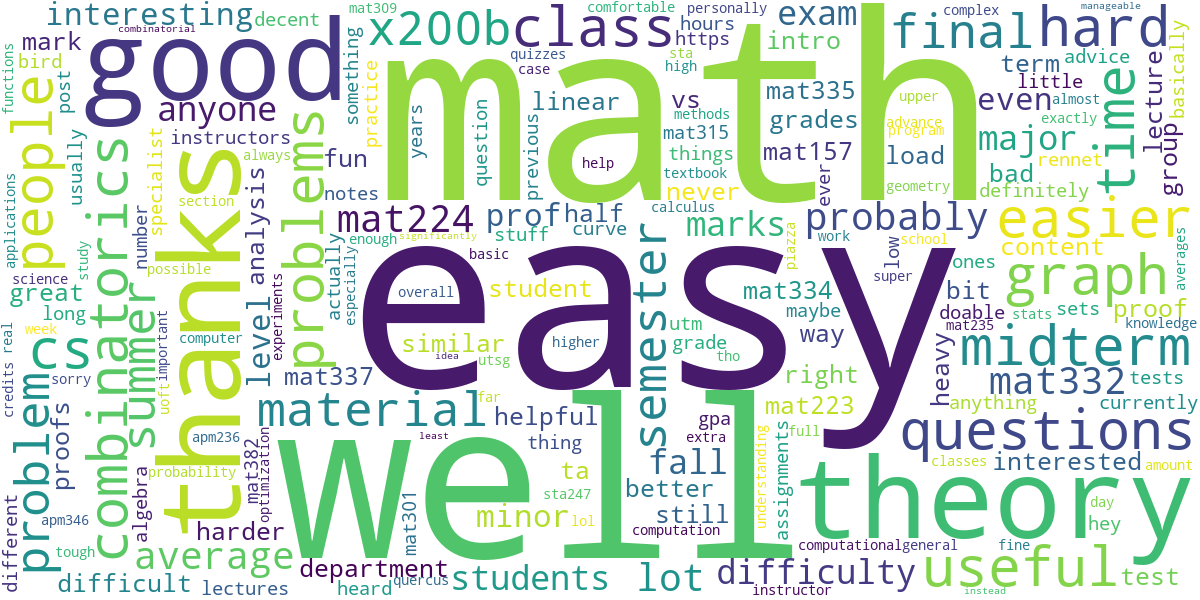 math
easy
well
good
thanks
theory
class
hard
final
x200b
people
combinatorics
problems
problem
cs
summer
material
semester
graph
easier
midterm
questions
useful
time
major
anyone
interesting
mark
bird
post
decent
combinatorial
mat309
comfortable
personally
complex
manageable
functions
usually
instructors
specialist
always
section
possible
number
analysis
level
something
practice
fun
notes
years
question
quizzes
case
hours
https
sta
high
previous
linear
vs
methods
mat315
things
textbook
help
intro
exam
mat335
grades
mat157
never
ever
load
upper
advance
program
geometry
term
even
little
advice
almost
exactly
rennet
bad
definitely
lecture
group
basically
applications
science
study
great
long
week
sorry
credits
real
computer
important
uoft
experiments
actually
enough
especially
significantly
mat224
prof
half
stuff
curve
basic
calculus
marks
piazza
work
probably
low
school
super
content
ones
bit
doable
mat235
stats
sets
proof
knowledge
averages
overall
student
similar
idea
utsg
higher
utm
grade
tho
mat334
maybe
way
right
mat223
full
heavy
mat332
tests
anything
currently
mat337
far
helpful
thing
least
ta
minor
lol
sta247
fall
better
still
computation
gpa
extra
understanding
assignments
classes
interested
amount
day
hey
test
fine
general
computational
instructor
instead
difficulty
lot
students
quercus
heard
department
lectures
average
difficult
harder
mat301
optimization
mat382
probability
algebra
apm236
apm346
proofs
tough
different